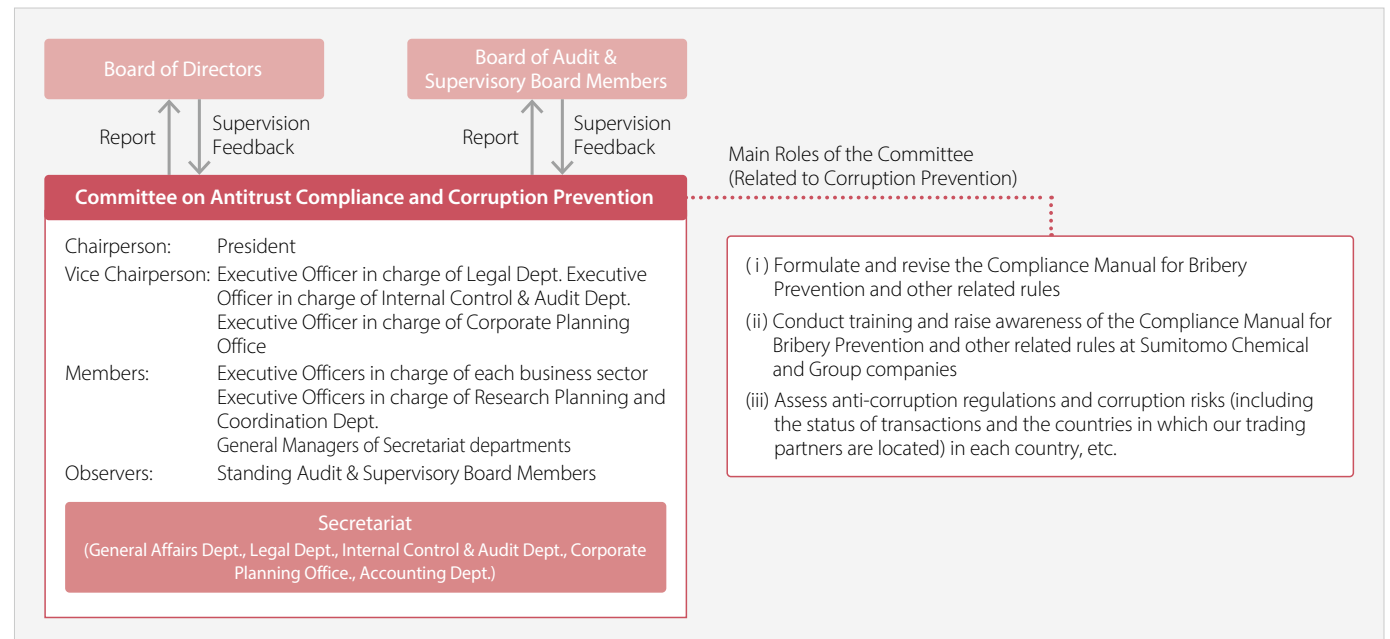 Board of Directors
Board of Audit &
Supervisory Board Members
Report
Supervision
Feedback
Report
Supervision
Feedback
Main Roles of the Committee
(Related to Corruption Prevention)
Committee on Antitrust Compliance and Corruption Prevention
Chairperson: President
Vice Chairperson: Executive Officer in charge of Legal Dept. Executive
Officer in charge of Internal Control & Audit Dept.
Executive Officer in charge of Corporate Planning
Office
Members: Executive Officers in charge of each business sector
Executive Officers in charge of Research Planning and
Coordination Dept.
General Managers of Secretariat departments
Observers: Standing Audit & Supervisory Board Members
Secretariat
(General Affairs Dept., Legal Dept., Internal Control & Audit Dept., Corporate
Planning Office., Accounting Dept.)
(i) Formulate and revise the Compliance Manual for Bribery
Prevention and other related rules
(ii) Conduct training and raise awareness of the Compliance Manual for
Bribery Prevention and other related rules at Sumitomo Chemical
and Group companies
(iii) Assess anti-corruption regulations and corruption risks (including
the status of transactions and the countries in which our trading
partners are located) in each country, etc.